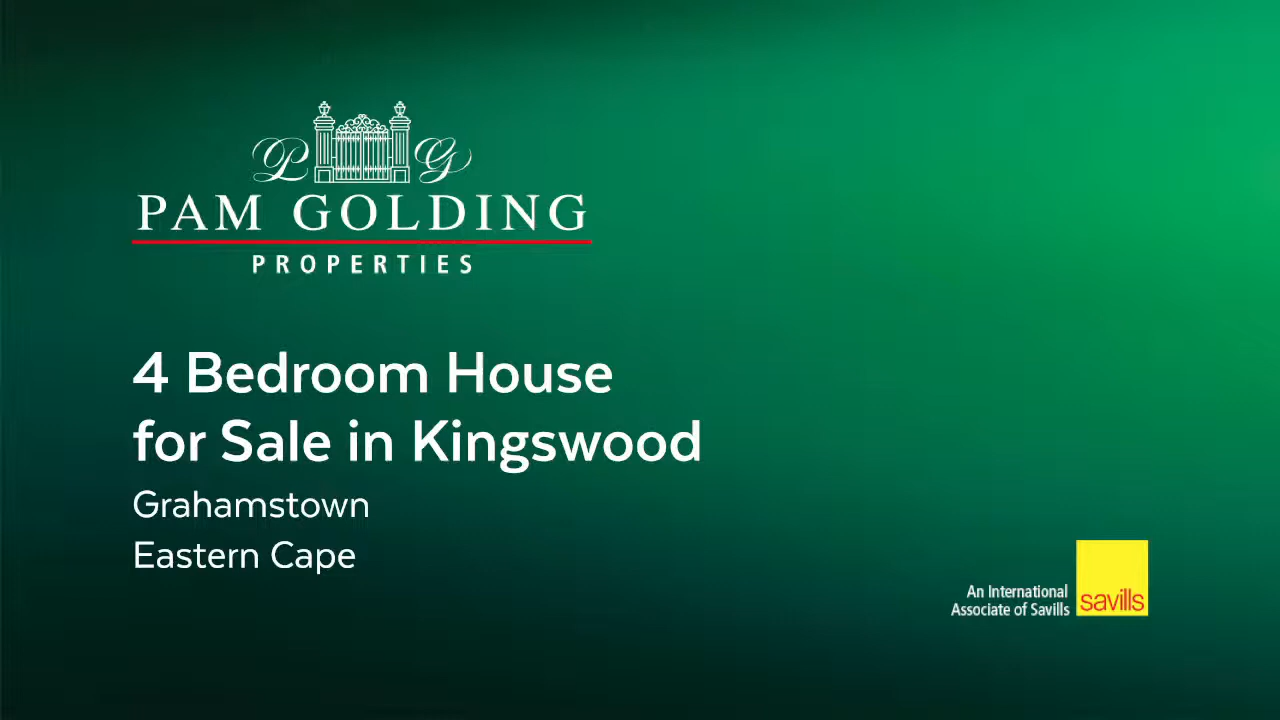 P G
PAM GOLDING
PROPERTIES
4 Bedroom House
for Sale in Kingswood
Grahamstown
Eastern Cape
An International
Associate of Savills
savills